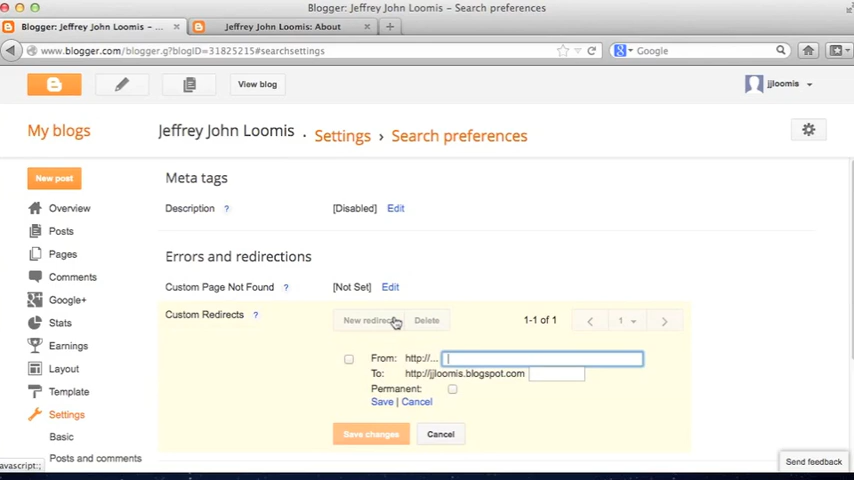 Blogger: Jeffrey John Loomis – Search preferences
Blogger: Jeffrey John Loomis – ... × Jeffrey John Loomis: About × +
www.blogger.com/blogger.g?blogID=31825215#searchsettings Google
View blog jjloomis
My blogs Jeffrey John Loomis . Settings › Search preferences
New post
Overview
Posts
Pages
Comments
Google+
Stats
Earnings
Layout
Template
Settings
Basic
Posts and comments
Meta tags
Description ? [Disabled] Edit
Errors and redirections
Custom Page Not Found ? [Not Set] Edit
Custom Redirects ? New redirect Delete 1-1 of 1 1
From: http://...
To: http://jjloomis.blogspot.com
Permanent:
Save | Cancel
Save changes Cancel
avascript:; Send feedback